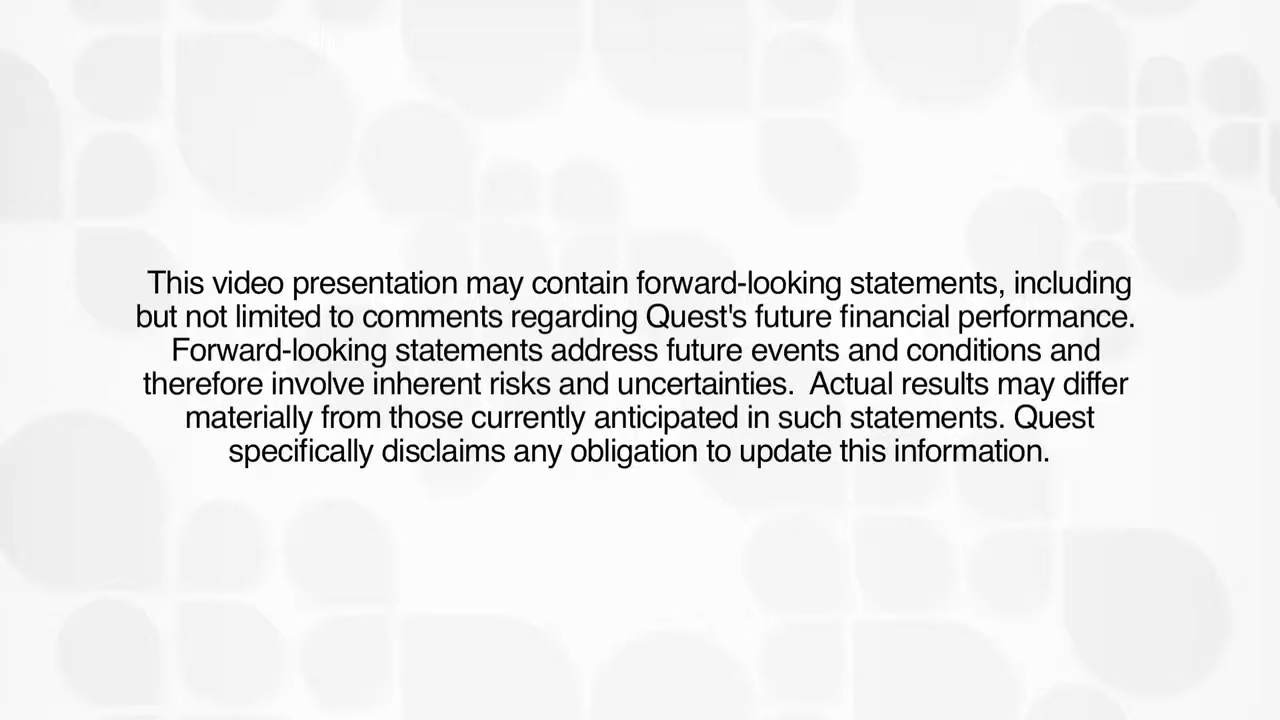 This video presentation may contain forward-looking statements, including
but not limited to comments regarding Quest's future financial performance.
Forward-looking statements address future events and conditions and
therefore involve inherent risks and uncertainties.  Actual results may differ
materially from those currently anticipated in such statements. Quest
specifically disclaims any obligation to update this information.